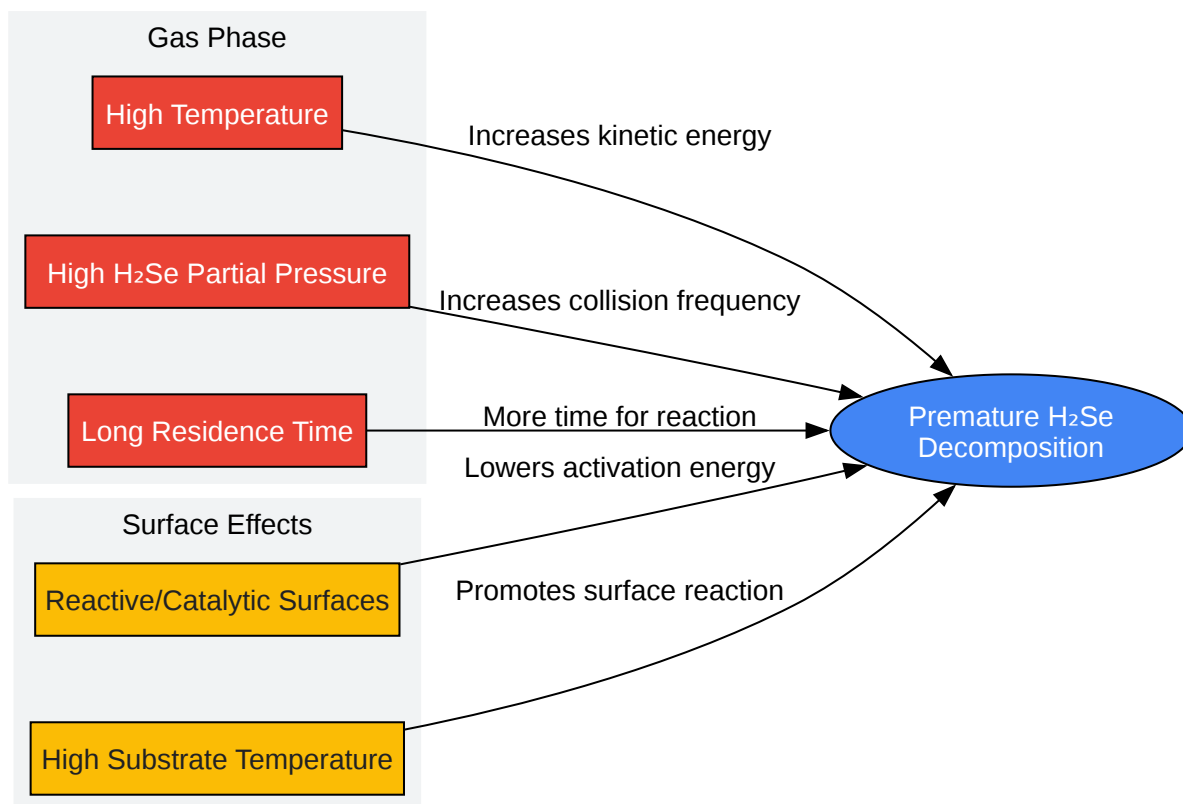 Gas Phase
High Temperature
Increases kinetic energy
High H₂Se Partial Pressure
Increases collision frequency
Long Residence Time
More time for reaction
Premature H₂Se
Decomposition
Lowers activation energy
Surface Effects
Reactive/Catalytic Surfaces
Promotes surface reaction
High Substrate Temperature